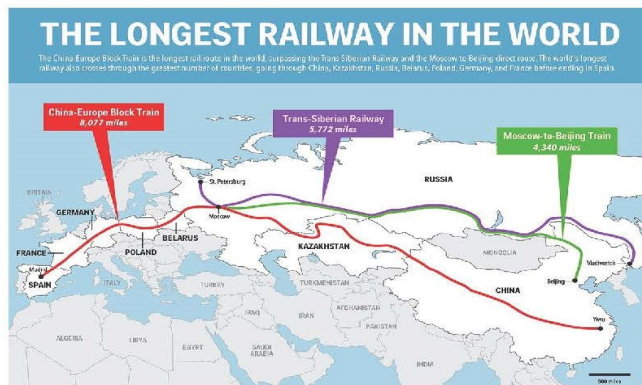 THE LONGEST RAILWAY IN THE WORLD
The China-Europe Block Train is the longest rail route in the world, surpassing the Trans-Siberian Railway and the Moscow to Beijing direct route. The world's longest
railway also crosses through the greatest number of countries, going through China, Kazakhstan, Russia, Belarus, Poland, Germany, and France before ending in Spain.
China-Europe Block Train
8,077 miles
Trans-Siberian Railway
5,772 miles
Moscow-to-Beijing Train
4,340 miles
St. Petersburg
RUSSIA
BRITAIN
GERMANY
Moscow
BELARUS
KAZAKHSTAN
MONGOLIA
FRANCE
POLAND
Vladivostok
Madrid
SPAIN
ITALY
TURKEY
TURKMENISTAN
Beijing
CHINA
AFGHANISTAN
IRAQ
IRAN
PAKISTAN
Yiwu
ALGERIA
LIBYA
EGYPT
SAUDI
ARABIA
INDIA
500 miles